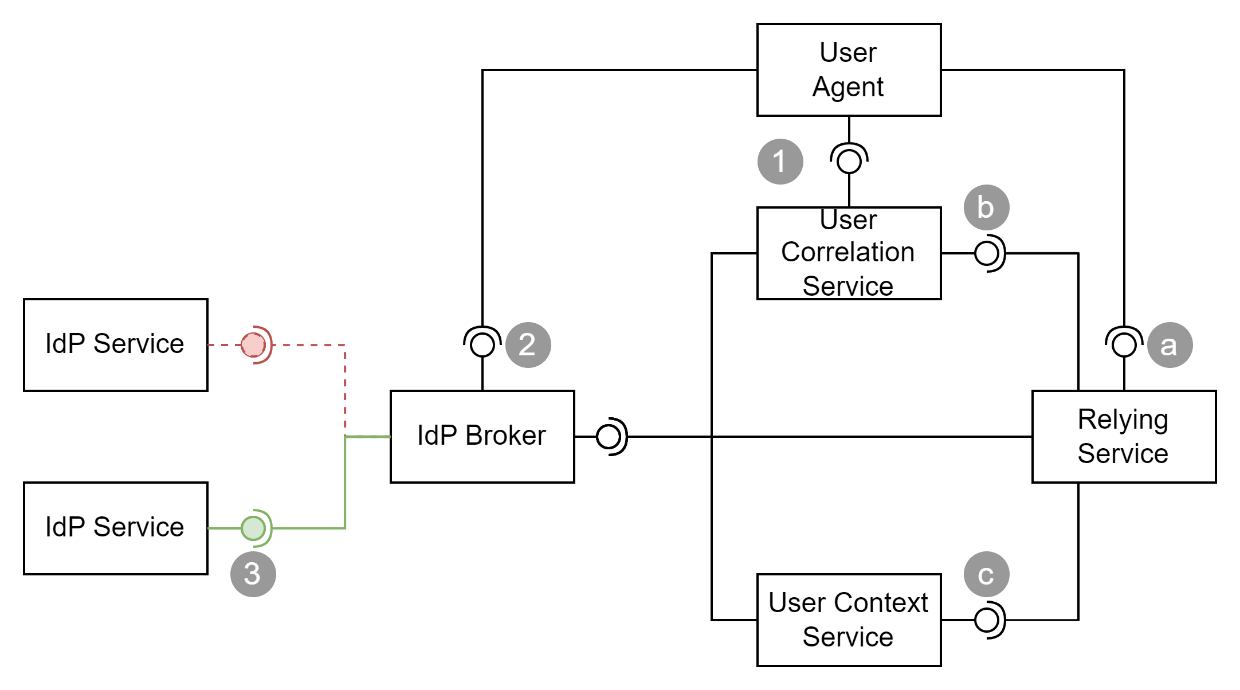 User
Agent
1
User
Correlation
Service
b
IdP Service
2
a
IdP Broker
Relying
Service
IdP Service
3
c
User Context
Service